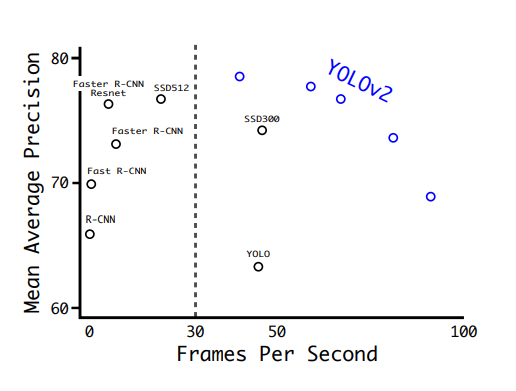 80
Faster R-CNN
Resnet
SSD512
YOLOv2
SSD300
Faster R-CNN
Fast R-CNN
70
R-CNN
YOLO
60
0 30 50 100
Frames Per Second
Mean Average Precision